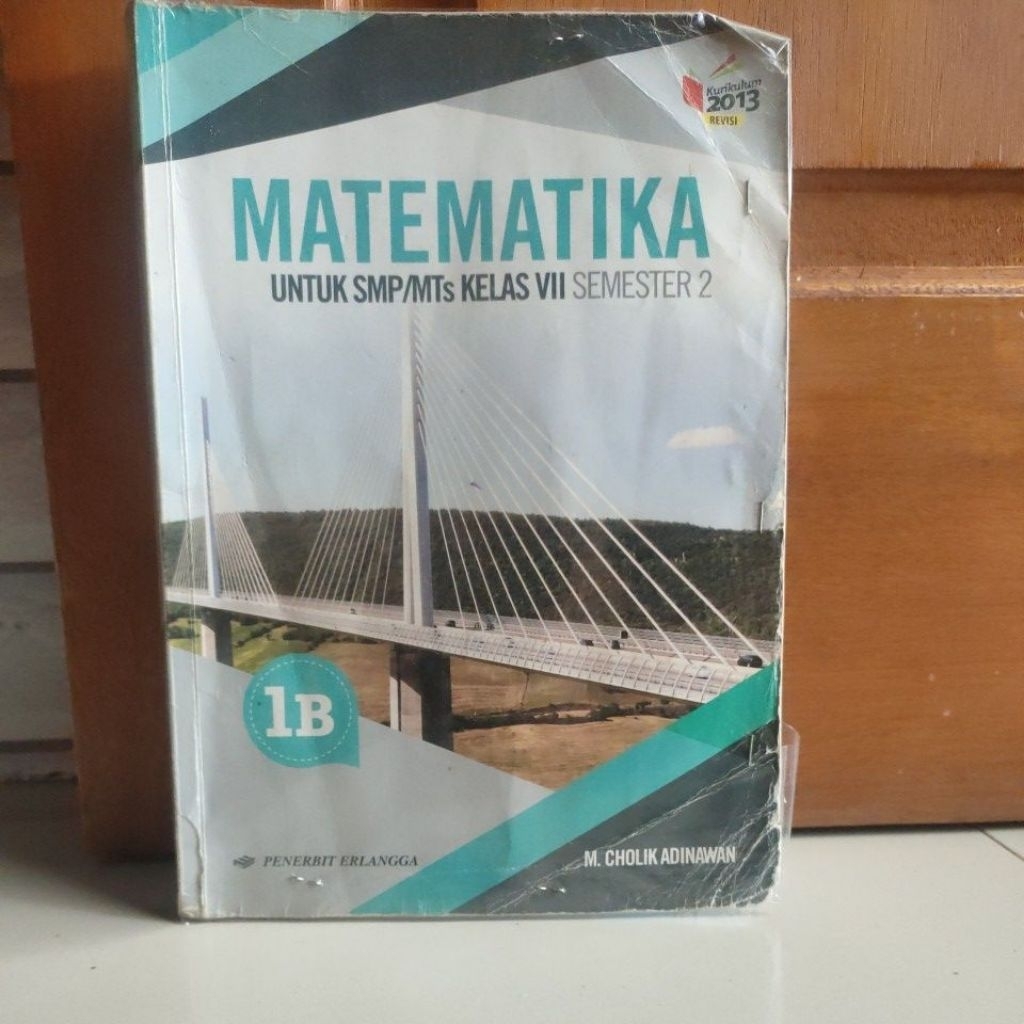 Kurikulum
2013
REVISI
MATEMATIKA
UNTUK SMP/MTs KELAS VII SEMESTER 2
1B
PENERBIT ERLANGGA
M. CHOLIK ADINAWAN